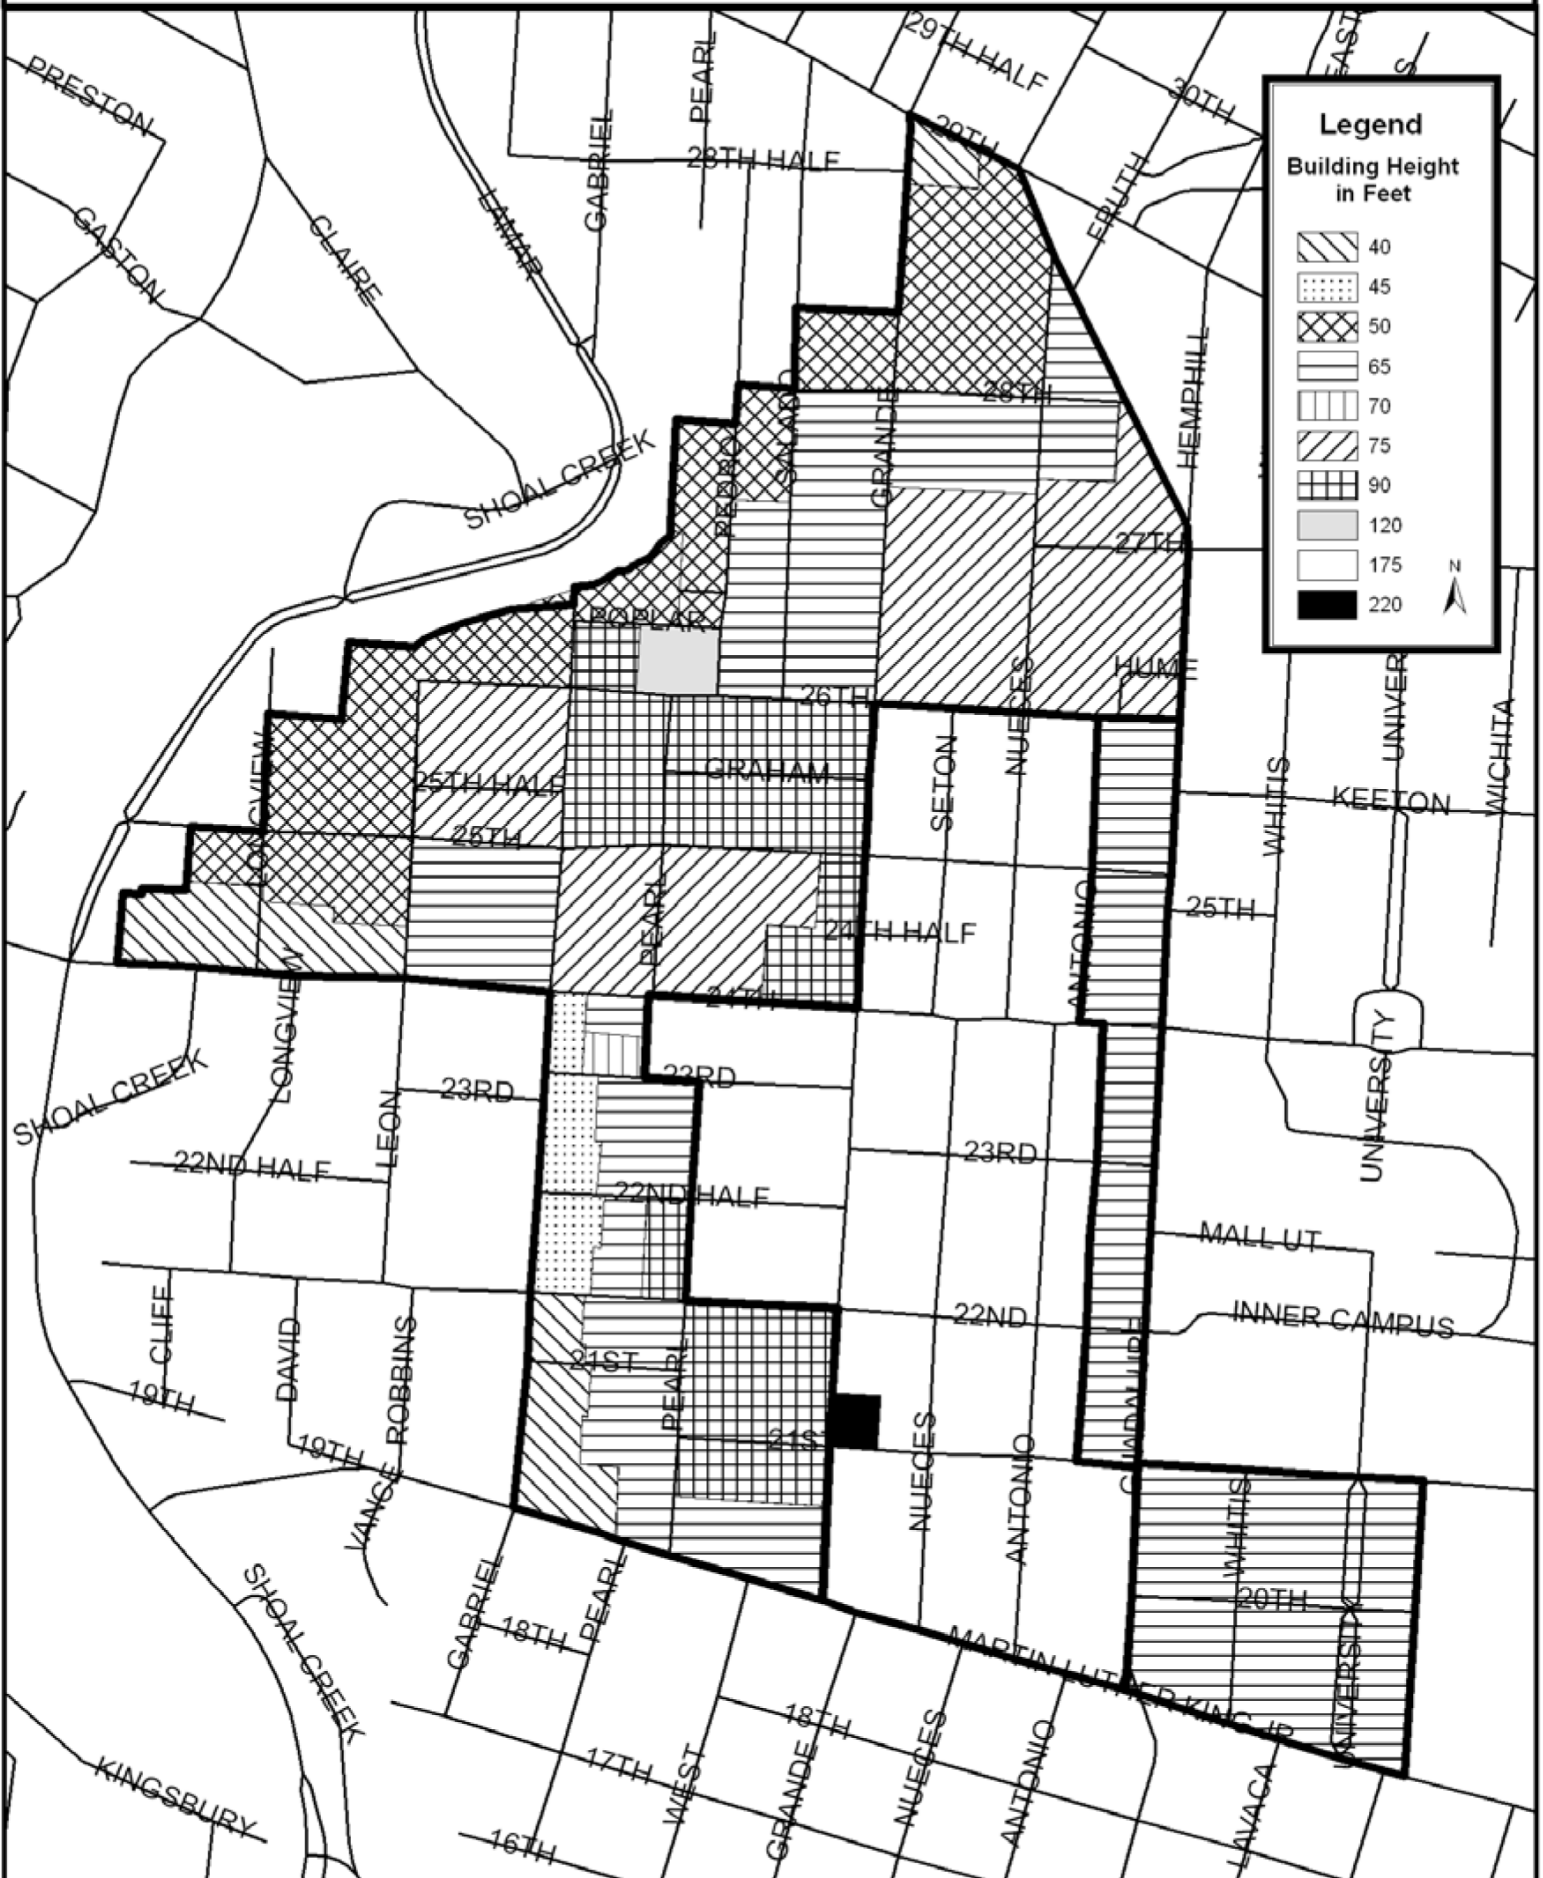 29TH HALF
EAST
S
PRESTON
PEARL
30TH
GABRIEL
29TH
28TH HALF
Legend
Building Height
in Feet
40
45
50
65
70
75
90
120
175
220
N
GASTON
CLAIRE
LAMAR
FRUTH
HEMPHILL
28TH
SALADO
GRANDE
PEDRO
SHOAL CREEK
27TH
POPLAR
HUME
26TH
NUECES
UNIVER
WICHITA
LONGVIEW
SETON
GRAHAM
25TH HALF
WHITIS
KEETON
25TH
PEARL
24TH HALF
ANTONIO
25TH
24TH
LONGVIEW
UNIVERSITY
SHOAL CREEK
23RD
23RD
LEON
23RD
22ND HALF
22ND HALF
MALL UT
CLIFF
DAVID
ROBBINS
22ND
INNER CAMPUS
GUADALUPE
21ST
PEARL
19TH
21ST
19TH
NUECES
ANTONIO
VANCE
WHITIS
20TH
UNIVERSITY
SHOAL CREEK
GABRIEL
PEARL
18TH
MARTIN LUTHER KING JR
18TH
WEST
GRANDE
NUECES
ANTONIO
LAVACA
17TH
KINGSBURY
16TH